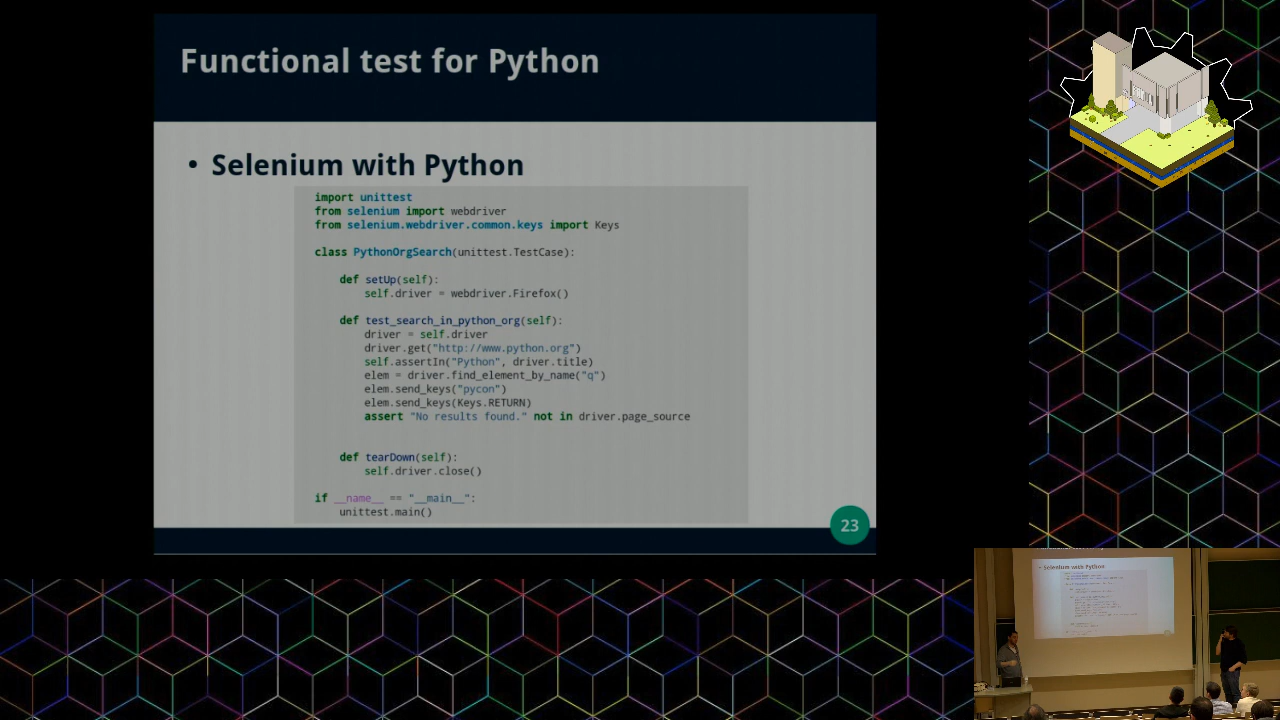 Functional test for Python
• Selenium with Python
import unittest
from selenium import webdriver
from selenium.webdriver.common.keys import Keys
class PythonOrgSearch(unittest.TestCase):
def setUp(self):
self.driver = webdriver.Firefox()
def test_search_in_python_org(self):
driver = self.driver
driver.get("http://www.python.org")
self.assertIn("Python", driver.title)
elem = driver.find_element_by_name("q")
elem.send_keys("pycon")
elem.send_keys(Keys.RETURN)
assert "No results found." not in driver.page_source
def tearDown(self):
self.driver.close()
if __name__ == "__main__":
unittest.main()
23
• Selenium with Python